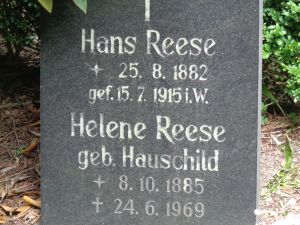 Hans Reese
* 25. 8. 1882
gef. 15. 7. 1915 i. W.
Helene Reese
geb. Hauschild
* 8. 10. 1885
† 24. 6. 1969